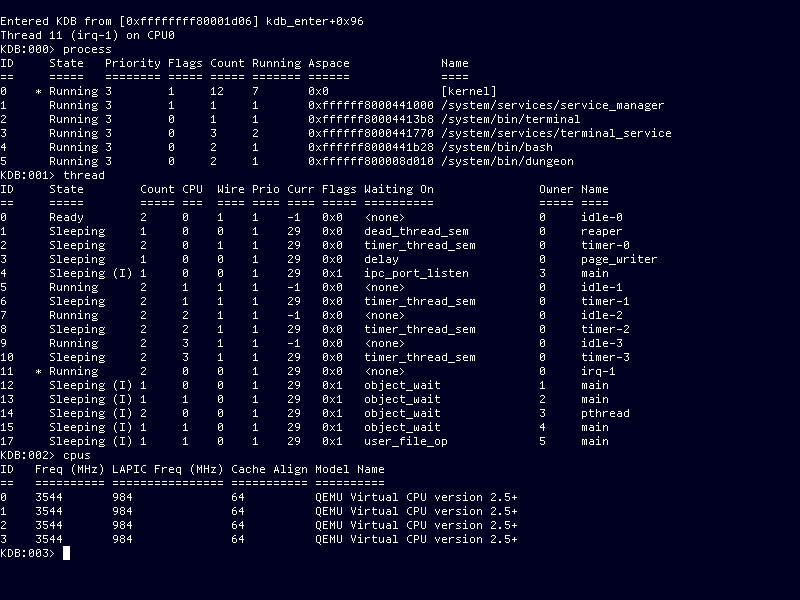 Entered KDB from [0xffffffff80001d06] kdb_enter+0x96
Thread 11 (irq-1) on CPU0
KDB:000> process
ID     State   Priority Flags Count Running Aspace             Name
==     =====   ======== ===== ===== ======= ======             ====
0    * Running 3        1     12    7       0x0                [kernel]
1      Running 3        1     1     1       0xffffff8000441000 /system/services/service_manager
2      Running 3        0     1     1       0xffffff80004413b8 /system/bin/terminal
3      Running 3        0     3     2       0xffffff8000441770 /system/services/terminal_service
4      Running 3        0     2     1       0xffffff8000441b28 /system/bin/bash
5      Running 3        0     2     1       0xffffff800008d010 /system/bin/dungeon
KDB:001> thread
ID     State        Count CPU  Wire Prio Curr Flags Waiting On               Owner Name
==     =====        ===== ===  ==== ==== ==== ===== ==========               ===== ====
0      Ready        2     0    1    1    -1   0x0   <none>                   0     idle-0
1      Sleeping     1     0    1    1    29   0x0   dead_thread_sem          0     reaper
2      Sleeping     2     0    1    1    29   0x0   timer_thread_sem         0     timer-0
3      Sleeping     1     0    1    1    29   0x0   delay                    0     page_writer
4      Sleeping (I) 1     0    0    1    29   0x1   ipc_port_listen          3     main
5      Running      2     1    1    1    -1   0x0   <none>                   0     idle-1
6      Sleeping     2     1    1    1    29   0x0   timer_thread_sem         0     timer-1
7      Running      2     2    1    1    -1   0x0   <none>                   0     idle-2
8      Sleeping     2     2    1    1    29   0x0   timer_thread_sem         0     timer-2
9      Running      2     3    1    1    -1   0x0   <none>                   0     idle-3
10     Sleeping     2     3    1    1    29   0x0   timer_thread_sem         0     timer-3
11   * Running      2     0    1    1    29   0x0   <none>                   0     irq-1
12     Sleeping (I) 1     0    0    1    29   0x1   object_wait              1     main
13     Sleeping (I) 1     0    0    1    29   0x1   object_wait              2     main
14     Sleeping (I) 2     0    0    1    29   0x1   object_wait              3     pthread
15     Sleeping (I) 1     0    0    1    29   0x1   object_wait              4     main
17     Sleeping (I) 1     1    0    1    29   0x1   user_file_op             5     main
KDB:002> cpus
ID   Freq (MHz) LAPIC Freq (MHz) Cache Align Model Name
==   ========== ================ =========== ==========
0    3544       984              64          QEMU Virtual CPU version 2.5+
1    3544       984              64          QEMU Virtual CPU version 2.5+
2    3544       984              64          QEMU Virtual CPU version 2.5+
3    3544       984              64          QEMU Virtual CPU version 2.5+
KDB:003>